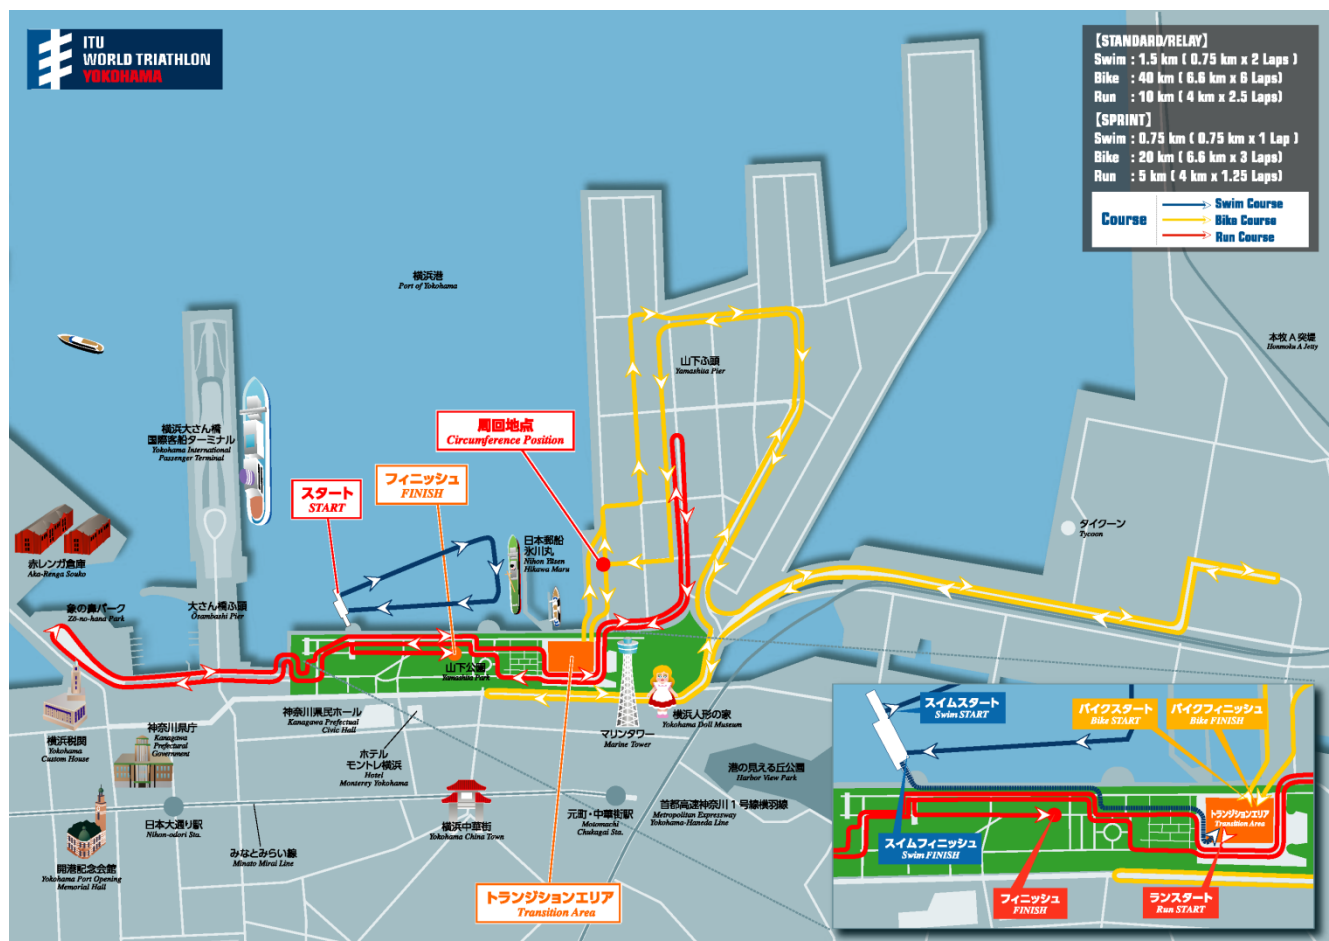 ITU
WORLD TRIATHLON
YOKOHAMA
【STANDARD/RELAY】
Swim : 1.5 km ( 0.75 km x 2 Laps )
Bike : 40 km ( 6.6 km x 6 Laps)
Run : 10 km ( 4 km x 2.5 Laps)
【SPRINT】
Swim : 0.75 km ( 0.75 km x 1 Lap )
Bike : 20 km ( 6.6 km x 3 Laps)
Run : 5 km ( 4 km x 1.25 Laps)
Course
Swim Course
Bike Course
Run Course
横浜港
Port of Yokohama
本牧A突堤
Honmoku A Jetty
山下ふ頭
Yamashita Pier
横浜大さん橋
国際客船ターミナル
Yokohama International
Passenger Terminal
周回地点
Circumference Position
フィニッシュ
FINISH
スタート
START
タイクーン
Tycoon
日本郵船
氷川丸
Nihon Yūsen
Hikawa Maru
赤レンガ倉庫
Aka-Renga Souko
象の鼻パーク
Zō-no-hana Park
大さん橋ふ頭
Ōsambashi Pier
山下公園
Yamashita Park
神奈川県民ホール
Kanagawa Prefectual
Civic Hall
横浜人形の家
Yokohama Doll Museum
マリンタワー
Marine Tower
横浜税関
Yokohama
Custom House
神奈川県庁
Kanagawa
Prefectural
Government
ホテル
モントレ横浜
Hotel
Monterey Yokohama
港の見える丘公園
Harbor View Park
日本大通り駅
Nihon-odori Sta.
横浜中華街
Yokohama China Town
元町・中華街駅
Motomachi
Chukagai Sta.
首都高速神奈川1号線横羽線
Metropolitan Expressway
Yokohama-Haneda Line
みなとみらい線
Minato Mirai Line
開港記念会館
Yokohama Port Opening
Memorial Hall
トランジションエリア
Transition Area
スイムスタート
Swim START
バイクスタート
Bike START
バイクフィニッシュ
Bike FINISH
トランジションエリア
Transition Area
スイムフィニッシュ
Swim FINISH
フィニッシュ
FINISH
ランスタート
Run START